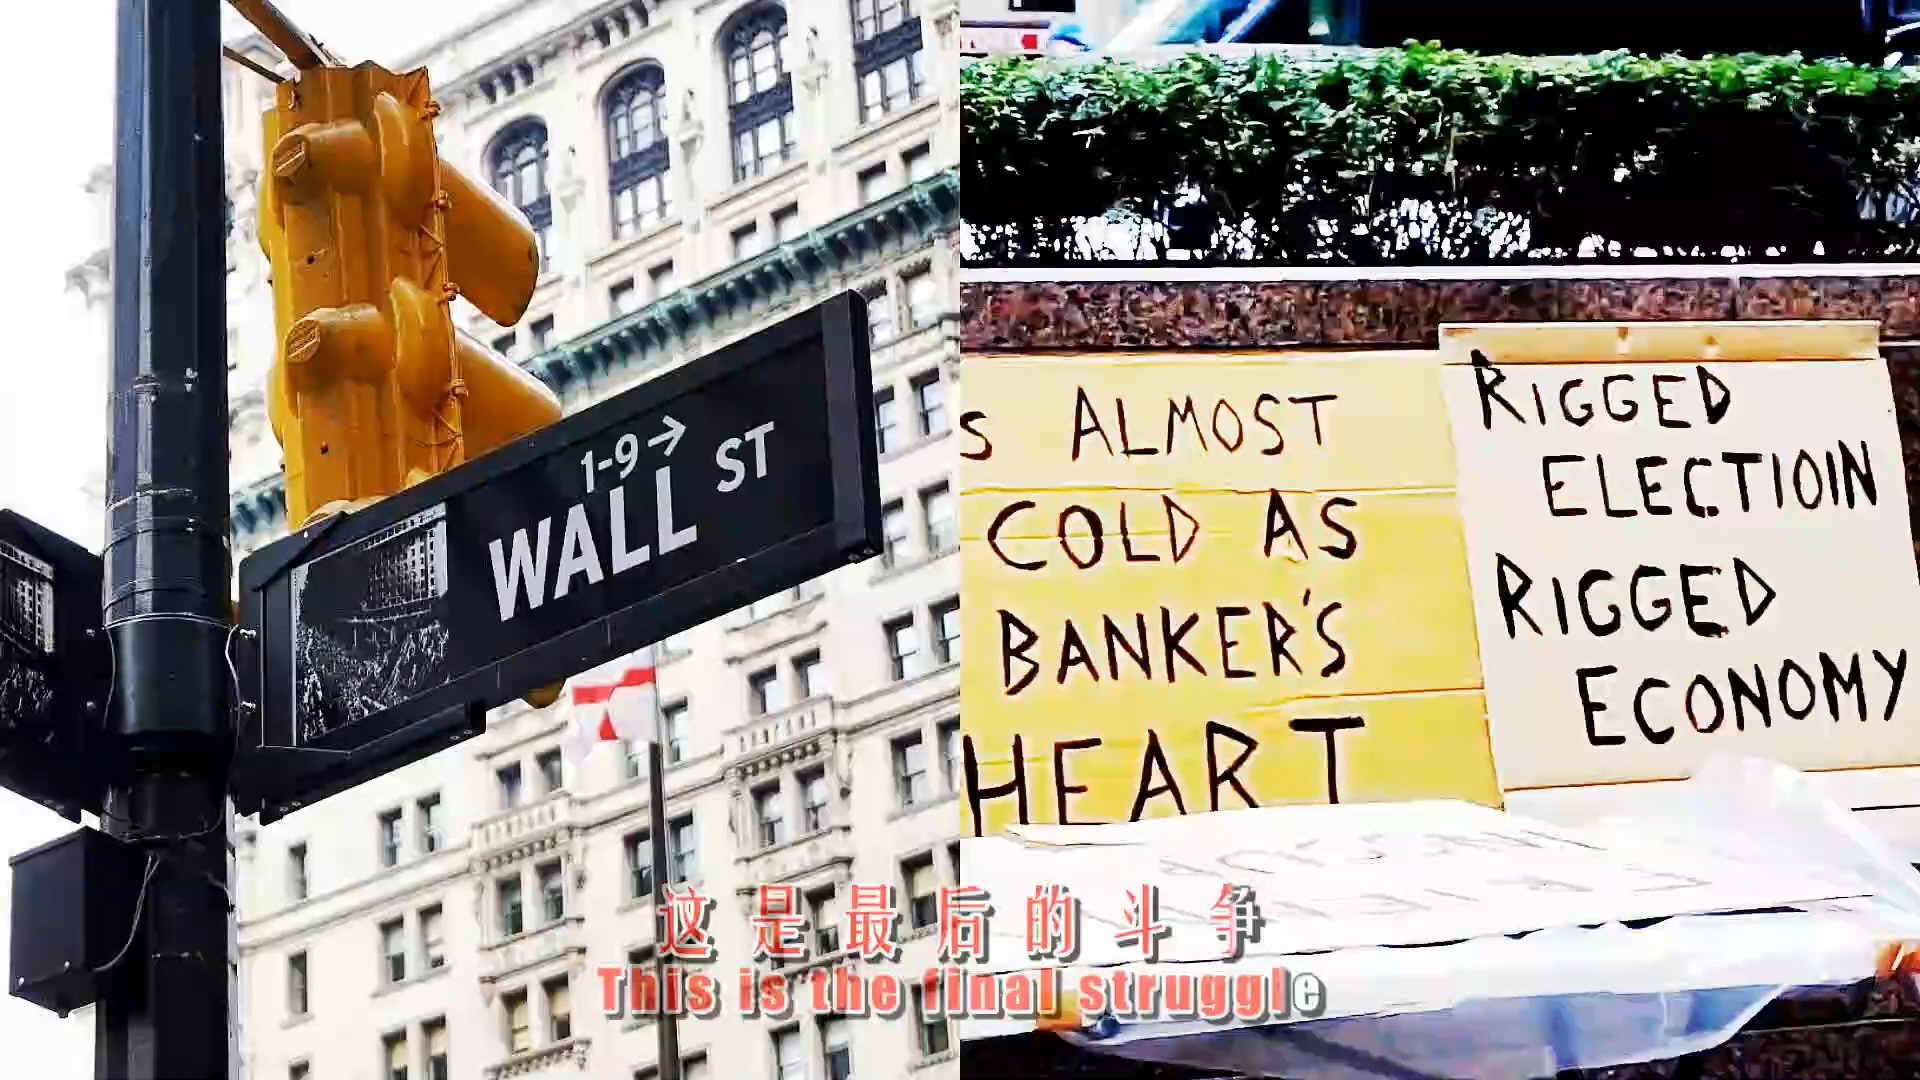 1-9→
WALL ST
S ALMOST
COLD AS
BANKER'S
HEART
RIGGED
ELECTIOIN
RIGGED
ECONOMY
这是最后的斗争
This is the final struggle